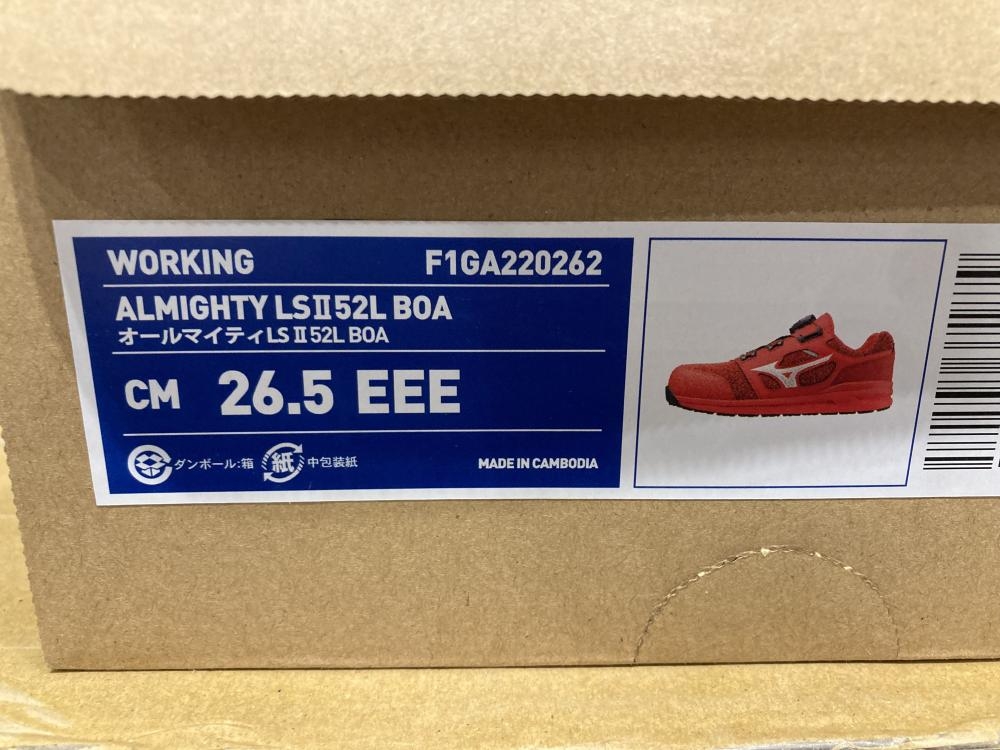 WORKING F1GA220262
ALMIGHTY LSⅡ52L BOA
オールマイティLSⅡ52L BOA
CM 26.5 EEE
ダンボール:箱 紙 中包装紙 MADE IN CAMBODIA